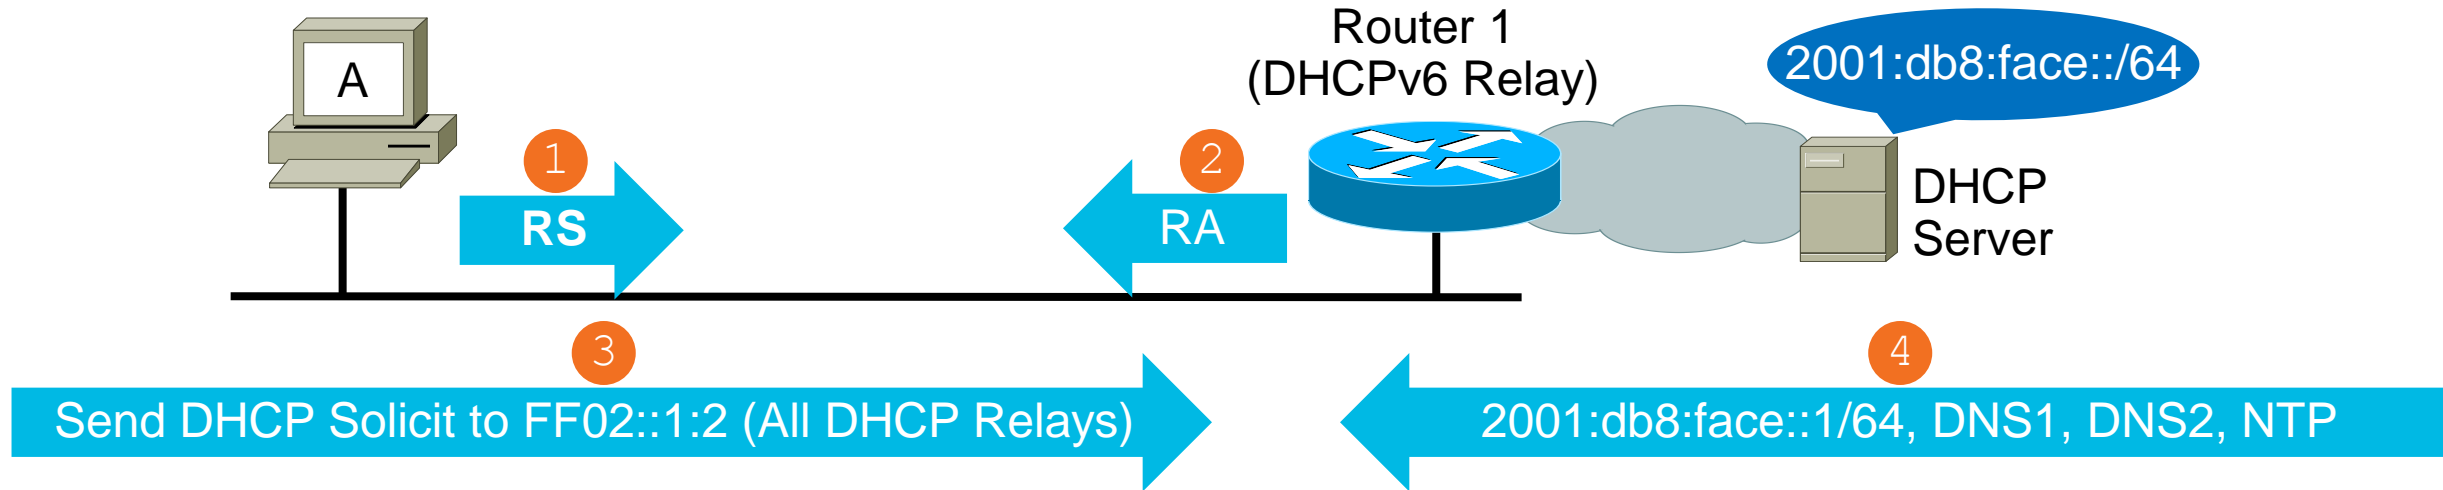 Router 1
(DHCPv6 Relay)
2001:db8:face::/64
A
1
2
RS
RA
DHCP
Server
3
4
Send DHCP Solicit to FF02::1:2 (All DHCP Relays)
2001:db8:face::1/64, DNS1, DNS2, NTP